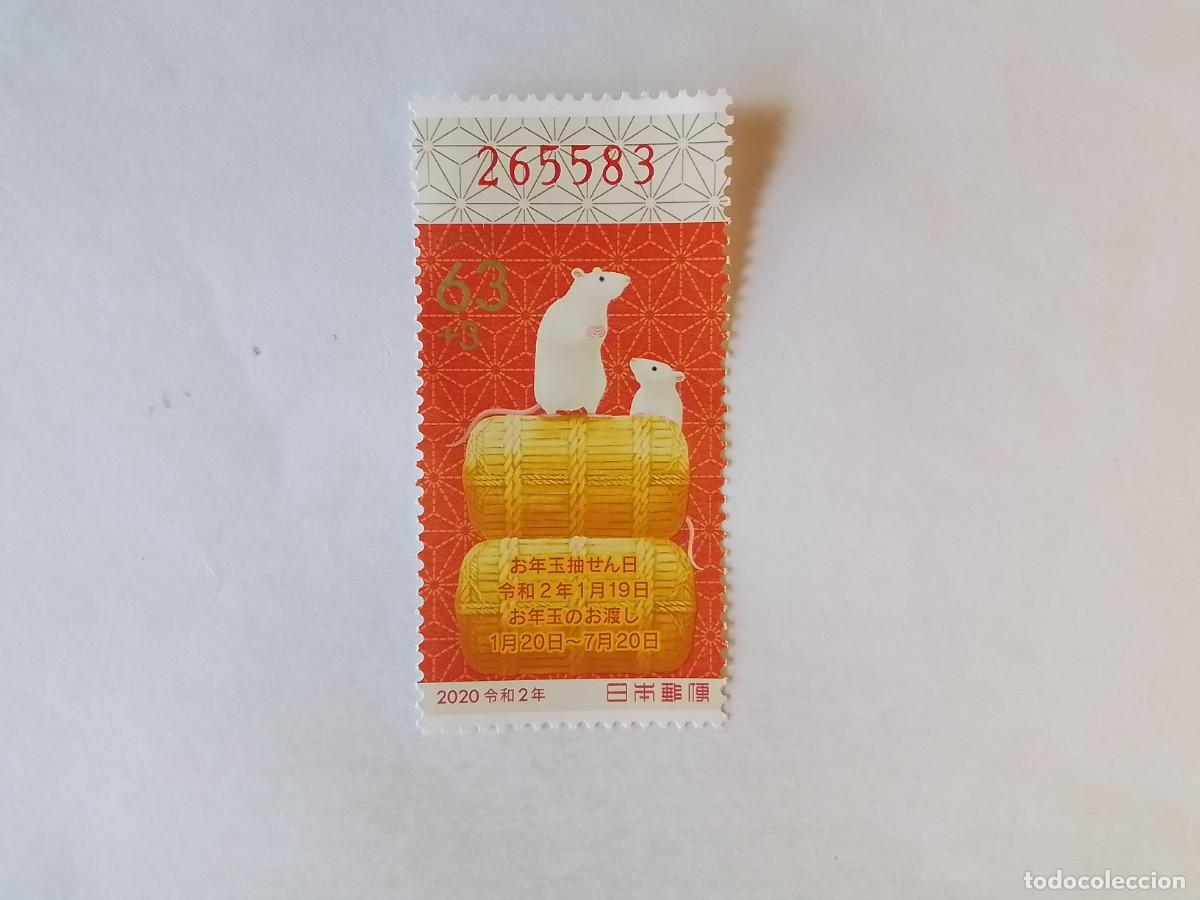 265583
63
+3
お年玉抽せん日
令和2年1月19日
お年玉のお渡し
1月20日～7月20日
2020 令和2年
日本郵便
todocoleccion